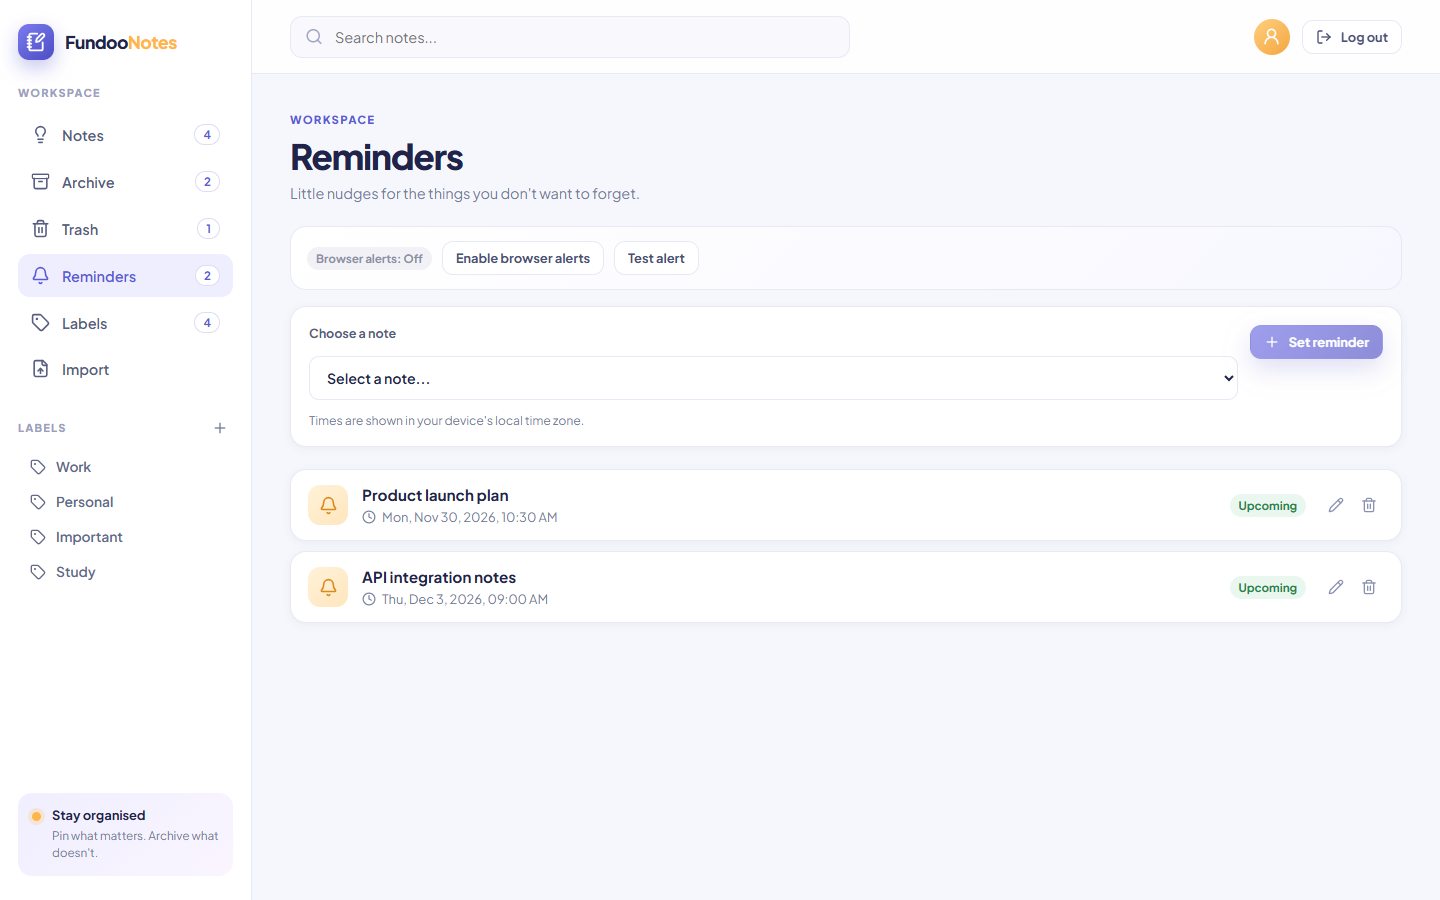 FundooNotes
WORKSPACE
Notes 4
Archive 2
Trash 1
Reminders 2
Labels 4
Import
LABELS
Work
Personal
Important
Study
Stay organised
Pin what matters. Archive what
doesn't.
Search notes...
Log out
WORKSPACE
Reminders
Little nudges for the things you don't want to forget.
Browser alerts: Off Enable browser alerts Test alert
Choose a note
Set reminder
Select a note...
Times are shown in your device's local time zone.
Product launch plan
Mon, Nov 30, 2026, 10:30 AM
Upcoming
API integration notes
Thu, Dec 3, 2026, 09:00 AM
Upcoming